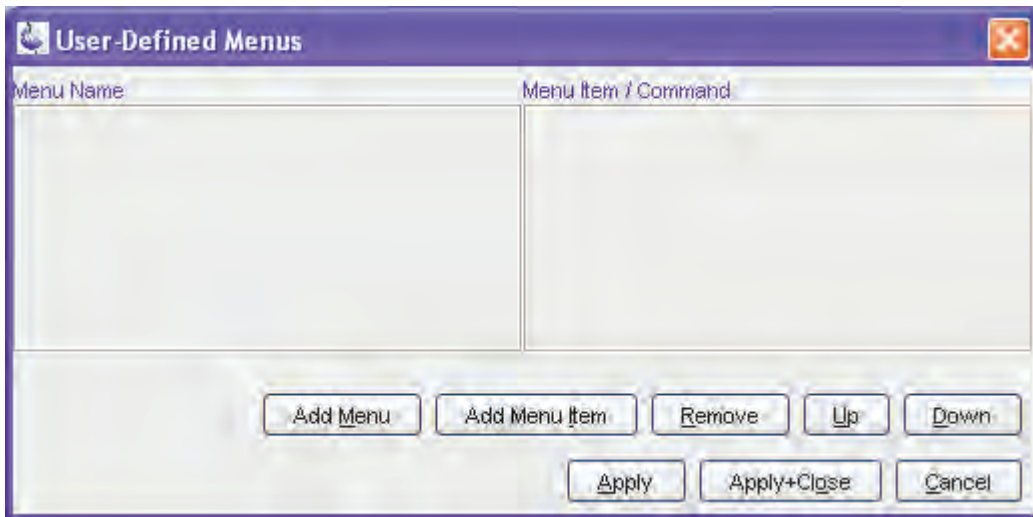 User-Defined Menus
Menu Name Menu Item / Command
Add Menu Add Menu Item Remove Up Down
Apply Apply+Close Cancel